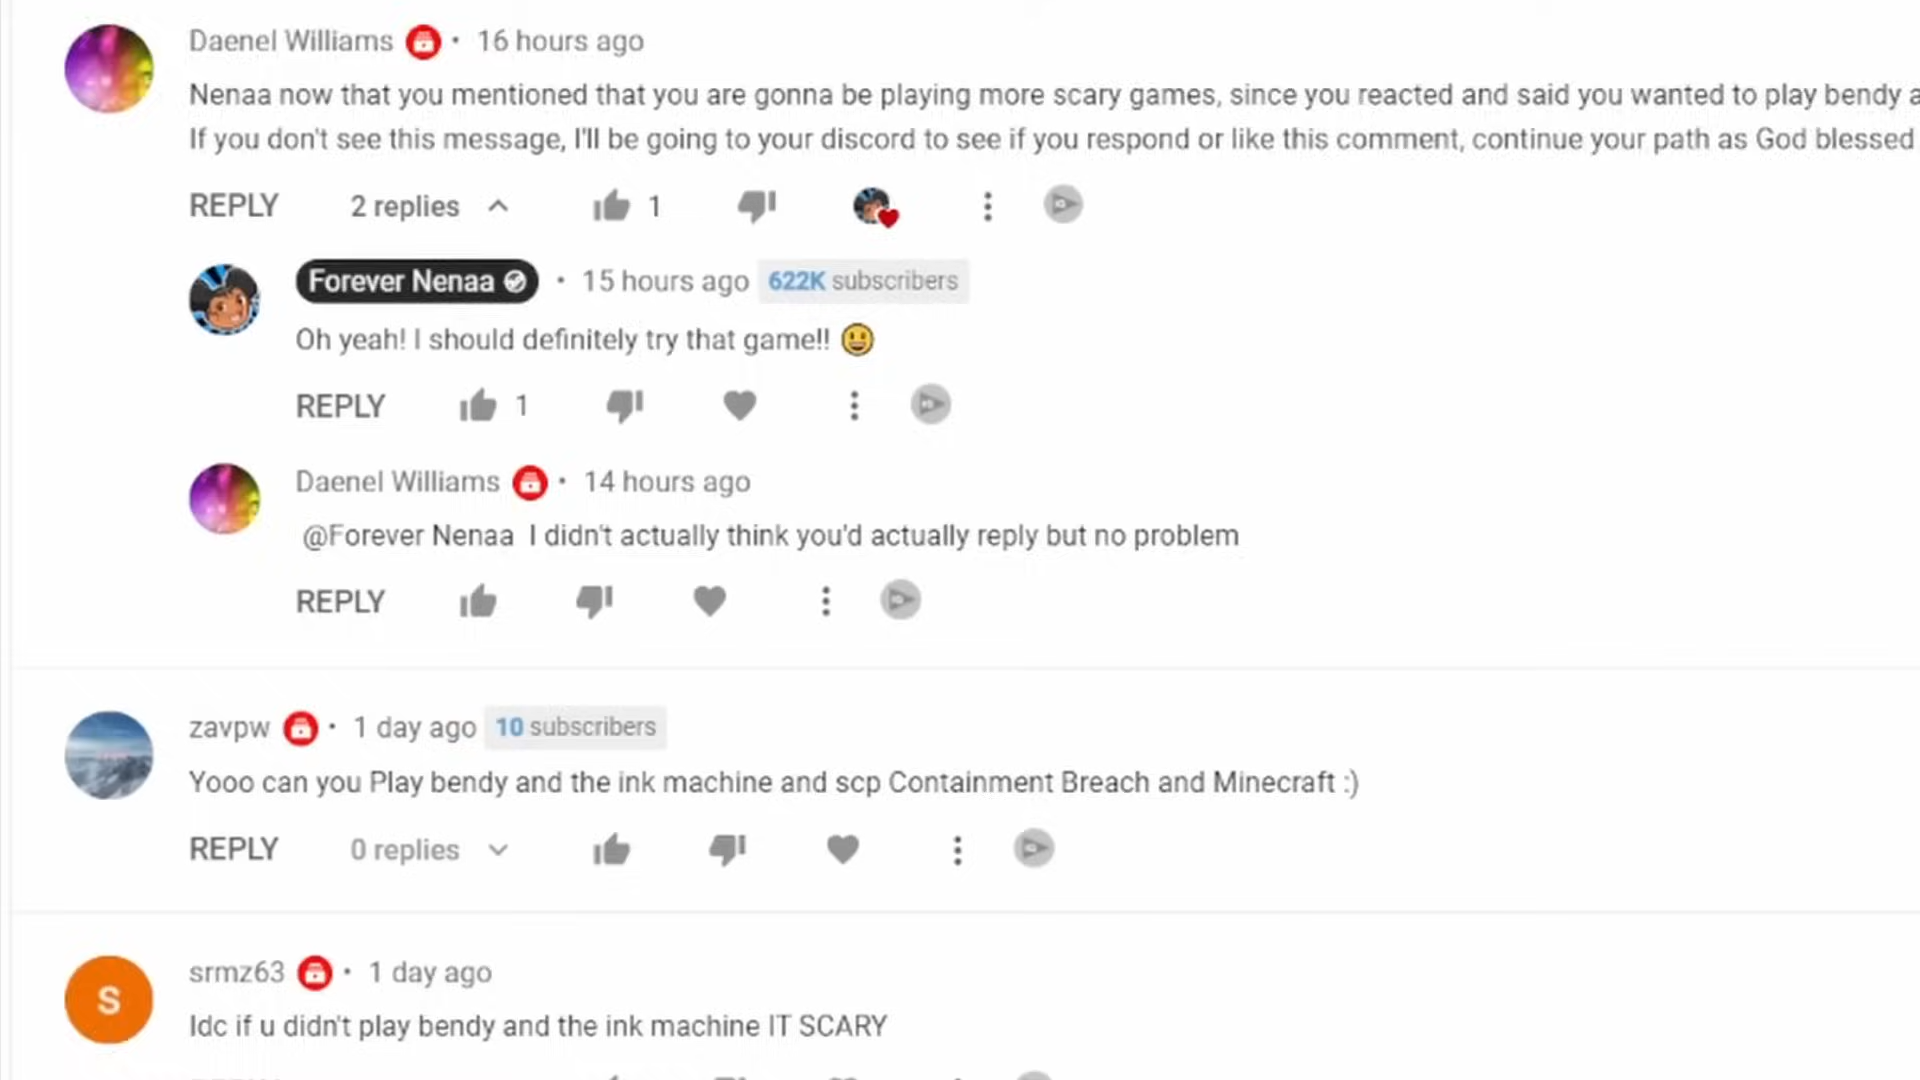 Daenel Williams • 16 hours ago
Nenaa now that you mentioned that you are gonna be playing more scary games, since you reacted and said you wanted to play bendy a
If you don't see this message, I'll be going to your discord to see if you respond or like this comment, continue your path as God blessed
REPLY 2 replies 1
Forever Nenaa • 15 hours ago 622K subscribers
Oh yeah! I should definitely try that game!! 😃
REPLY 1
Daenel Williams • 14 hours ago
@Forever Nenaa I didn't actually think you'd actually reply but no problem
REPLY
zavpw • 1 day ago 10 subscribers
Yooo can you Play bendy and the ink machine and scp Containment Breach and Minecraft :)
REPLY 0 replies
S
srmz63 • 1 day ago
Idc if u didn't play bendy and the ink machine IT SCARY